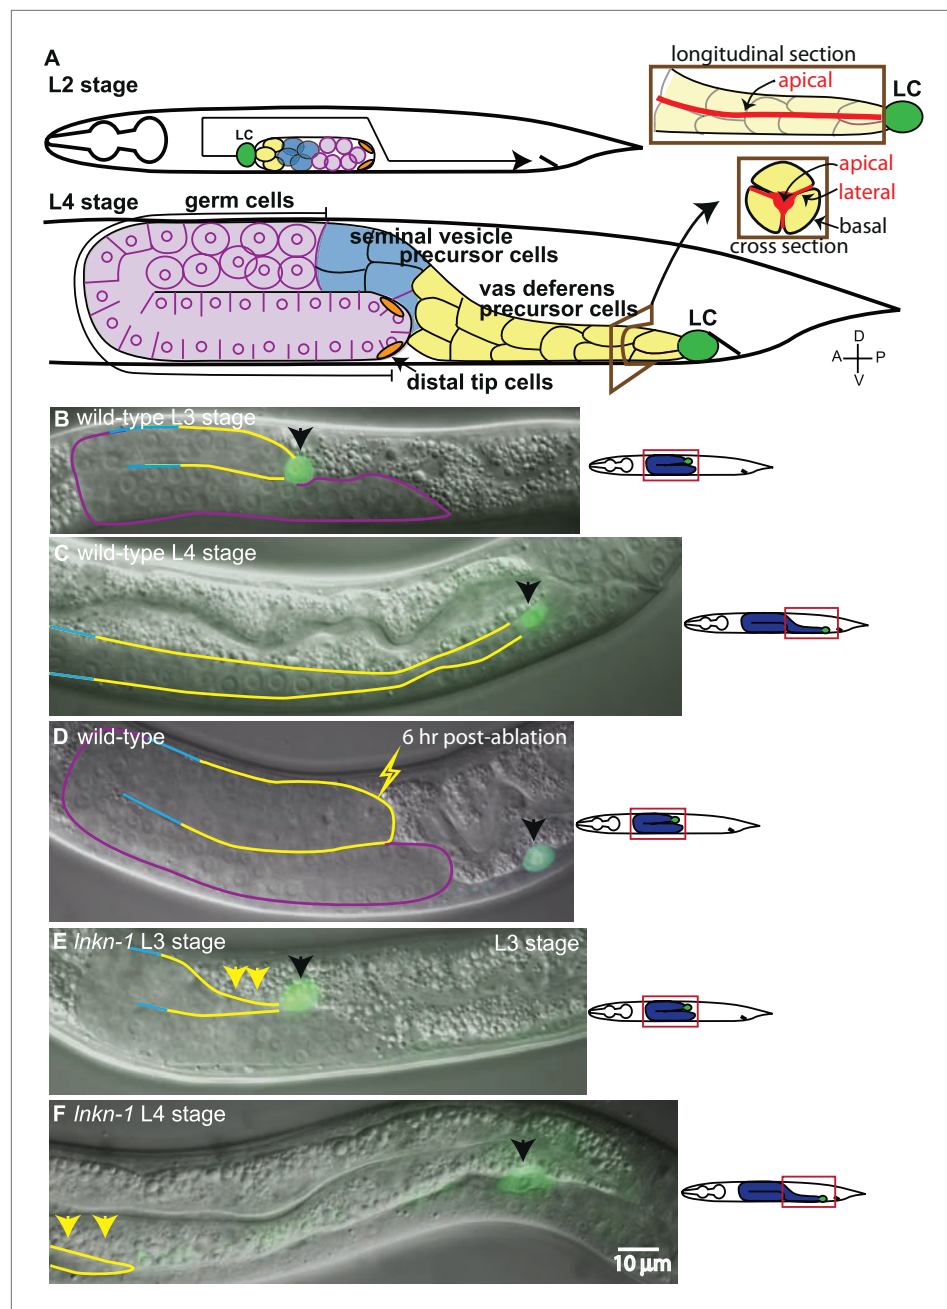 A
L2 stage
LC
longitudinal section
apical
LC
apical
lateral
basal
cross section
L4 stage
germ cells
seminal vesicle
precursor cells
vas deferens
precursor cells
LC
distal tip cells
D
A P
V
B wild-type L3 stage
C wild-type L4 stage
D wild-type
6 hr post-ablation
E lnkn-1 L3 stage
L3 stage
F lnkn-1 L4 stage
10 µm